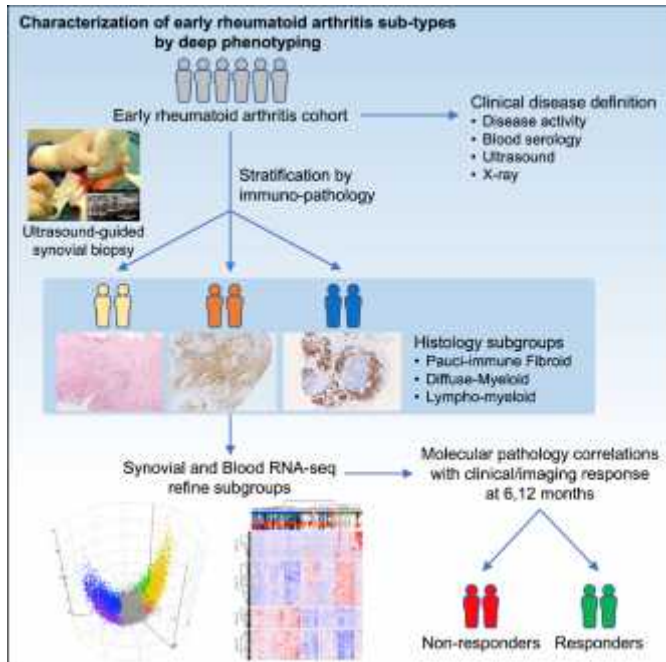 Characterization of early rheumatoid arthritis sub-types
by deep phenotyping
Early rheumatoid arthritis cohort
Clinical disease definition
• Disease activity
• Blood serology
• Ultrasound
• X-ray
Stratification by
immuno-pathology
Ultrasound-guided
synovial biopsy
Histology subgroups
• Pauci-immune Fibroid
• Diffuse-Myeloid
• Lympho-myeloid
Synovial and Blood RNA-seq
refine subgroups
Molecular pathology correlations
with clinical/imaging response
at 6,12 months
Non-responders
Responders